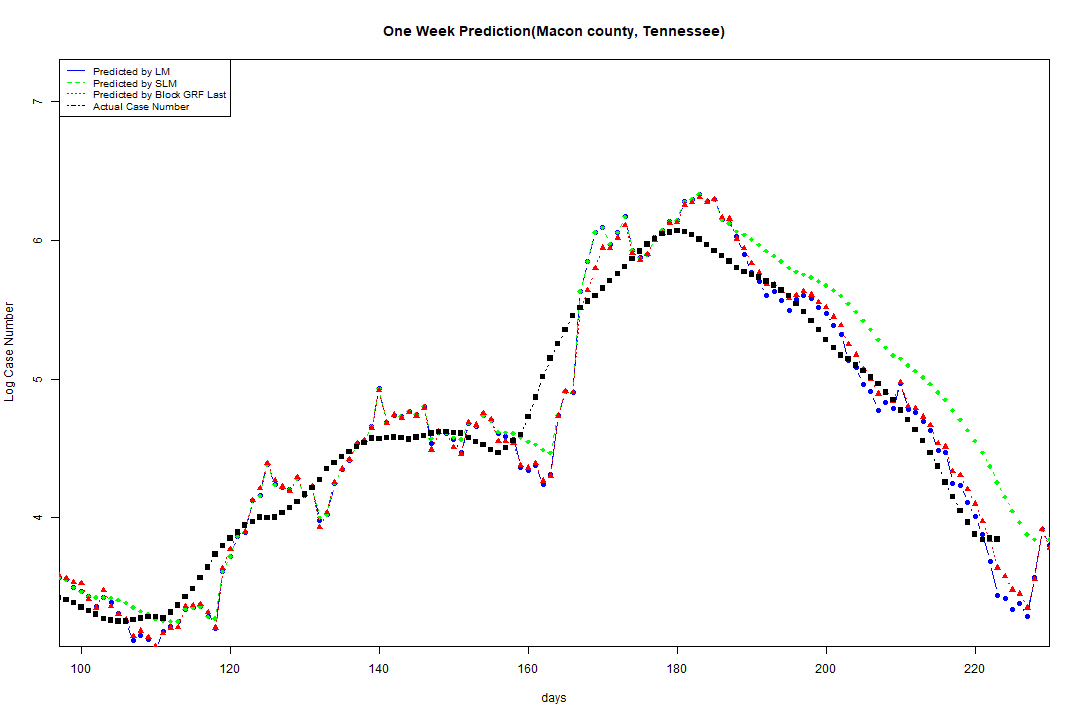 One Week Prediction(Macon county, Tennessee)
Predicted by LM
Predicted by SLM
Predicted by Block GRF Last
Actual Case Number
7
6
5
4
Log Case Number
100 120 140 160 180 200 220
days